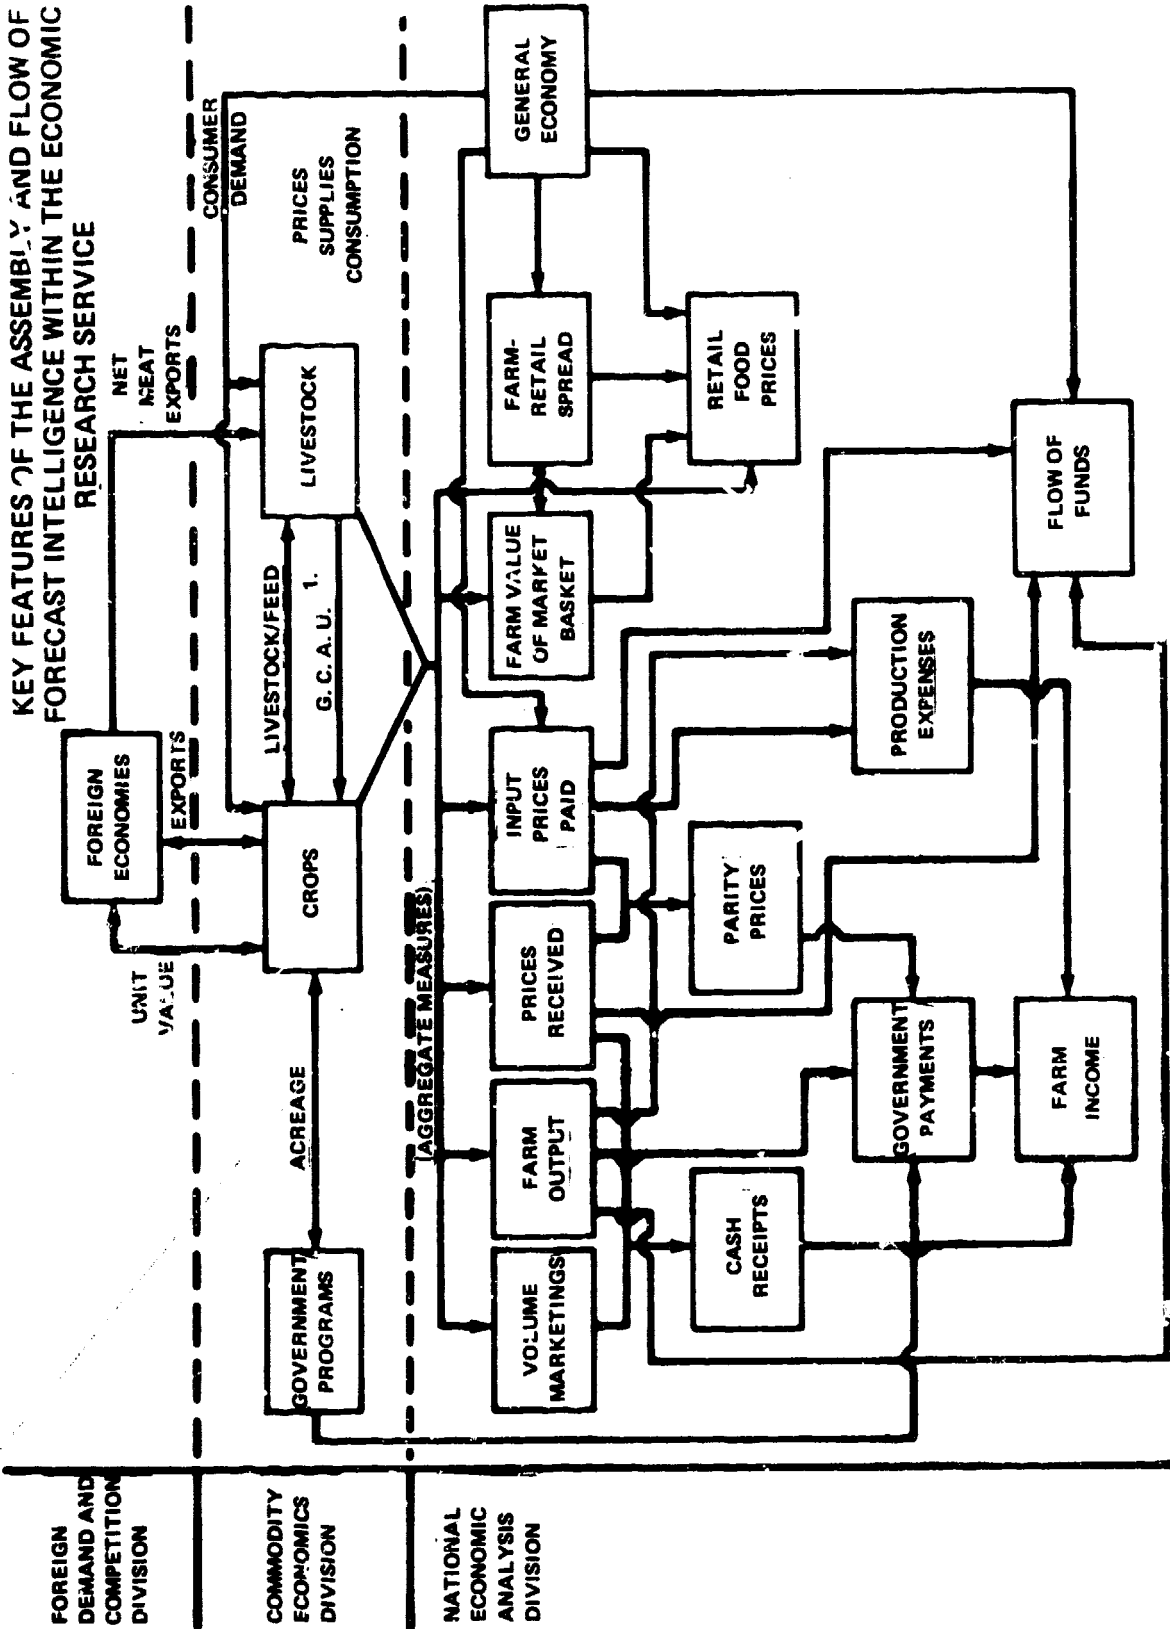 KEY FEATURES OF THE ASSEMBLY AND FLOW OF
FORECAST INTELLIGENCE WITHIN THE ECONOMIC
RESEARCH SERVICE
FOREIGN
DEMAND AND
COMPETITION
DIVISION
UNIT
VALUE
FOREIGN
ECONOMIES
EXPORTS
NET
MEAT
EXPORTS
COMMODITY
ECONOMICS
DIVISION
GOVERNMENT
PROGRAMS
ACREAGE
CROPS
LIVESTOCK/FEED
G. C. A. U. 1.
LIVESTOCK
CONSUMER
DEMAND
PRICES
SUPPLIES
CONSUMPTION
NATIONAL
ECONOMIC
ANALYSIS
DIVISION
(AGGREGATE MEASURES)
VOLUME
MARKETINGS
FARM
OUTPUT
PRICES
RECEIVED
INPUT
PRICES
PAID
FARM VALUE
OF MARKET
BASKET
FARM-
RETAIL
SPREAD
GENERAL
ECONOMY
CASH
RECEIPTS
PARITY
PRICES
RETAIL
FOOD
PRICES
GOVERNMENT
PAYMENTS
PRODUCTION
EXPENSES
FARM
INCOME
FLOW OF
FUNDS